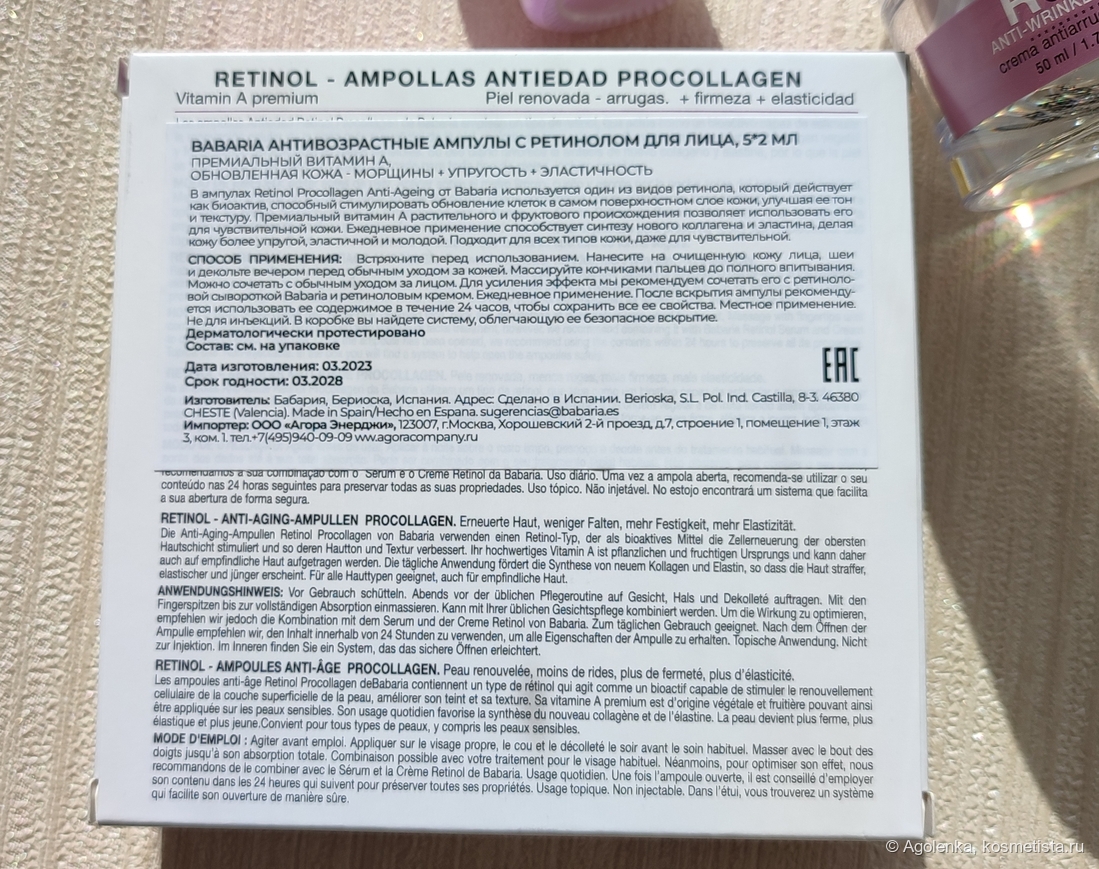 ANTI-WRINKLE
crema antiarru
50 ml / 1.7
RETINOL - AMPOLLAS ANTIEDAD PROCOLLAGEN
Vitamin A premium Piel renovada - arrugas. + firmeza + elasticidad
BABARIA АНТИВОЗРАСТНЫЕ АМПУЛЫ С РЕТИНОЛОМ ДЛЯ ЛИЦА, 5*2 МЛ
ПРЕМИАЛЬНЫЙ ВИТАМИН А,
ОБНОВЛЕННАЯ КОЖА - МОРЩИНЫ + УПРУГОСТЬ + ЭЛАСТИЧНОСТЬ
В ампулах Retinol Procollagen Anti-Ageing от Babaria используется один из видов ретинола, который действует
как биоактив, способный стимулировать обновление клеток в самом поверхностном слое кожи, улучшая ее тон
и текстуру. Премиальный витамин А растительного и фруктового происхождения позволяет использовать его
для чувствительной кожи. Ежедневное применение способствует синтезу нового коллагена и эластина, делая
кожу более упругой, эластичной и молодой. Подходит для всех типов кожи, даже для чувствительной.
СПОСОБ ПРИМЕНЕНИЯ: Встряхните перед использованием. Нанесите на очищенную кожу лица, шеи
и декольте вечером перед обычным уходом за кожей. Массируйте кончиками пальцев до полного впитывания.
Можно сочетать с обычным уходом за лицом. Для усиления эффекта мы рекомендуем сочетать его с ретиноло-
вой сывороткой Babaria и ретиноловым кремом. Ежедневное применение. После вскрытия ампулы рекоменду-
ется использовать ее содержимое в течение 24 часов, чтобы сохранить все ее свойства. Местное применение.
Не для инъекций. В коробке вы найдете систему, облегчающую ее безопасное вскрытие.
Дерматологически протестировано
Состав: см. на упаковке
Дата изготовления: 03.2023
Срок годности: 03.2028
EAC
Изготовитель: Бабария, Бериоска, Испания. Адрес: Сделано в Испании. Berioska, S.L. Pol. Ind. Castilla, 8-3. 46380
CHESTE (Valencia). Made in Spain/Hecho en Espana. sugerencias@babaria.es
Импортер: ООО «Агора Энерджи», 123007, г.Москва, Хорошевский 2-й проезд, д.7, строение 1, помещение 1, этаж
3, ком. 1. тел.+7(495)940-09-09 ww.agoracompany.ru
recomendamos a sua combinação com o Serum e o Creme Retinol da Babaria. Uso diário. Uma vez a ampola aberta, recomenda-se utilizar o seu
conteúdo nas 24 horas seguintes para preservar todas as suas propriedades. Uso tópico. Não injetável. No estojo encontrará um sistema que facilita
a sua abertura de forma segura.
RETINOL - ANTI-AGING-AMPULLEN PROCOLLAGEN. Erneuerte Haut, weniger Falten, mehr Festigkeit, mehr Elastizität.
Die Anti-Aging-Ampullen Retinol Procollagen von Babaria verwenden einen Retinol-Typ, der als bioaktives Mittel die Zellerneuerung der obersten
Hautschicht stimuliert und so deren Hautton und Textur verbessert. Ihr hochwertiges Vitamin A ist pflanzlichen und fruchtigen Ursprungs und kann daher
auch auf empfindliche Haut aufgetragen werden. Die tägliche Anwendung fördert die Synthese von neuem Kollagen und Elastin, so dass die Haut straffer,
elastischer und jünger erscheint. Für alle Hauttypen geeignet, auch für empfindliche Haut.
ANWENDUNGSHINWEIS: Vor Gebrauch schütteln. Abends vor der üblichen Pflegeroutine auf Gesicht, Hals und Dekolleté auftragen. Mit den
Fingerspitzen bis zur vollständigen Absorption einmassieren. Kann mit Ihrer üblichen Gesichtspflege kombiniert werden. Um die Wirkung zu optimieren,
empfehlen wir jedoch die Kombination mit dem Serum und der Creme Retinol von Babaria. Zum täglichen Gebrauch geeignet. Nach dem Öffnen der
Ampulle empfehlen wir, den Inhalt innerhalb von 24 Stunden zu verwenden, um alle Eigenschaften der Ampulle zu erhalten. Topische Anwendung. Nicht
zur Injektion. Im Inneren finden Sie ein System, das das sichere Öffnen erleichtert.
RETINOL - AMPOULES ANTI-ÂGE PROCOLLAGEN. Peau renouvelée, moins de rides, plus de fermeté, plus d'élasticité.
Les ampoules anti-âge Retinol Procollagen deBabaria contiennent un type de rétinol qui agit comme un bioactif capable de stimuler le renouvellement
cellulaire de la couche superficielle de la peau, améliorer son teint et sa texture. Sa vitamine A premium est d'origine végétale et fruitière pouvant ainsi
être appliquée sur les peaux sensibles. Son usage quotidien favorise la synthèse du nouveau collagène et de l'élastine. La peau devient plus ferme, plus
élastique et plus jeune.Convient pour tous types de peaux, y compris les peaux sensibles.
MODE D'EMPLOI : Agiter avant emploi. Appliquer sur le visage propre, le cou et le décolleté le soir avant le soin habituel. Masser avec le bout des
doigts jusqu'à son absorption totale. Combinaison possible avec votre traitement pour le visage habituel. Néanmoins, pour optimiser son effet, nous
recommandons de le combiner avec le Sérum et la Crème Retinol de Babaria. Usage quotidien. Une fois l'ampoule ouverte, il est conseillé d'employer
son contenu dans les 24 heures qui suivent pour préserver toutes ses propriétés. Usage topique. Non injectable. Dans l'étui, vous trouverez un système
qui facilite son ouverture de manière sûre.
© Agolenka, kosmetista.ru